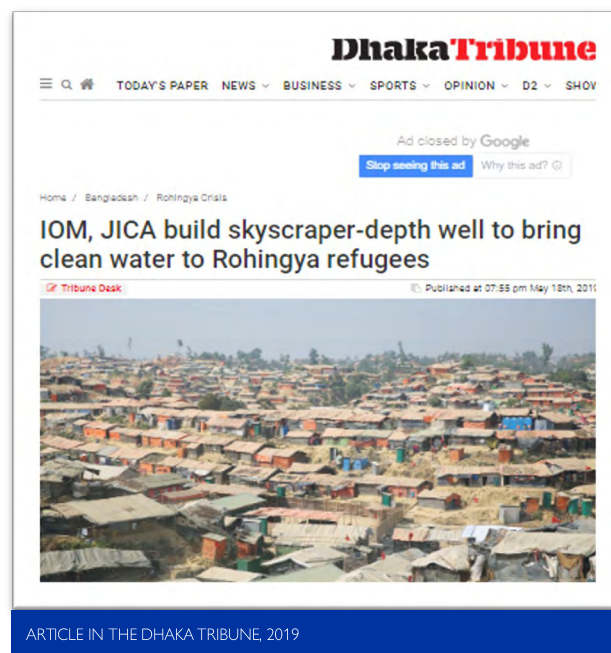 DhakaTribune
TODAY'S PAPER NEWS BUSINESS SPORTS OPINION D2 SHOW
Ad closed by Google
Stop seeing this ad Why this ad?
Home / Bangladesh / Rohingya Crisis
IOM, JICA build skyscraper-depth well to bring
clean water to Rohingya refugees
Tribune Desk Published at 07:55 pm May 18th, 2019
ARTICLE IN THE DHAKA TRIBUNE, 2019